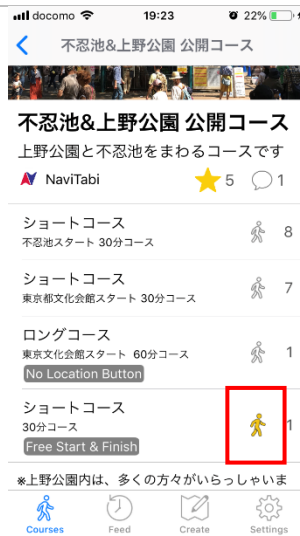 docomo 19:23 22%
不忍池&上野公園 公開コース
不忍池&上野公園 公開コース
上野公園と不忍池をまわるコースです
NaviTabi 5 1
ショートコース
不忍池スタート 30分コース 8
ショートコース
東京都文化会館スタート 30分コース 7
ロングコース
東京文化会館スタート 60分コース 1
No Location Button
ショートコース
30分コース 1
Free Start & Finish
※上野公園内は、多くの方々がいらっしゃいま
Courses Feed Create Settings